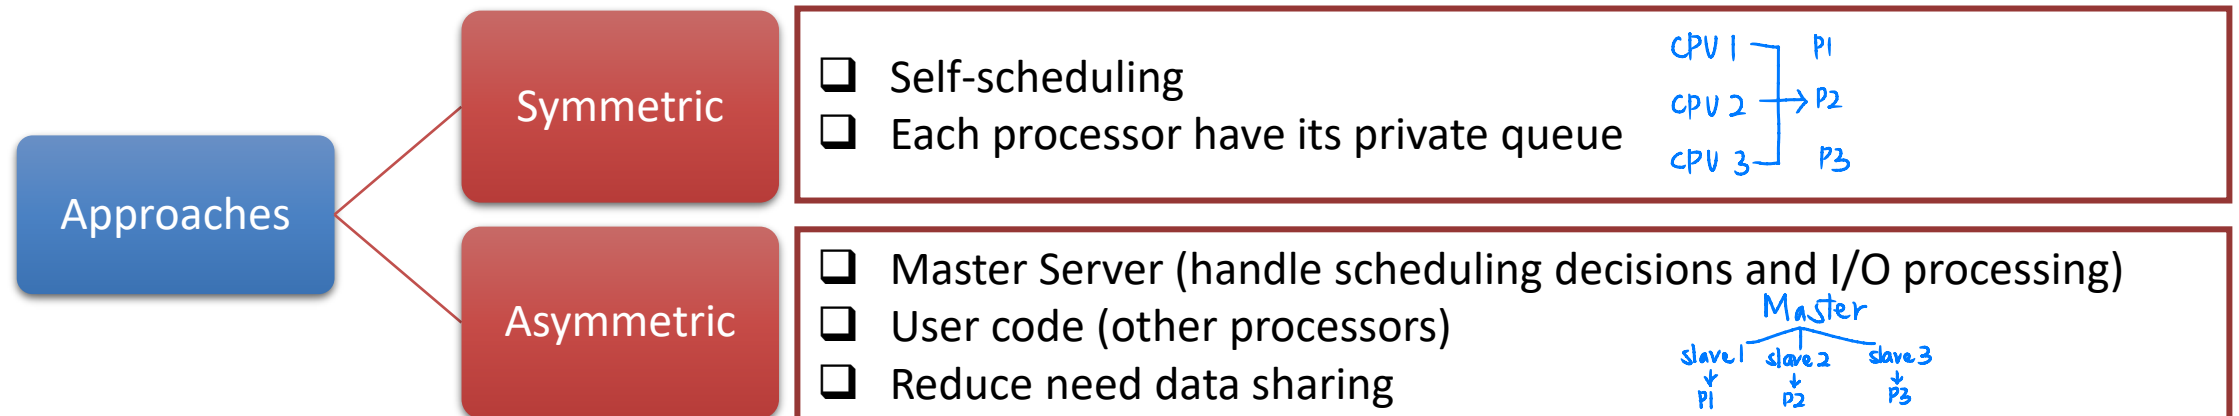 Approaches
Symmetric
❑ Self-scheduling
❑ Each processor have its private queue
CPU 1 P1
CPU 2 → P2
CPU 3 P3
Asymmetric
❑ Master Server (handle scheduling decisions and I/O processing)
❑ User code (other processors)
❑ Reduce need data sharing
Master
slave 1 slave 2 slave 3
P1 P2 P3